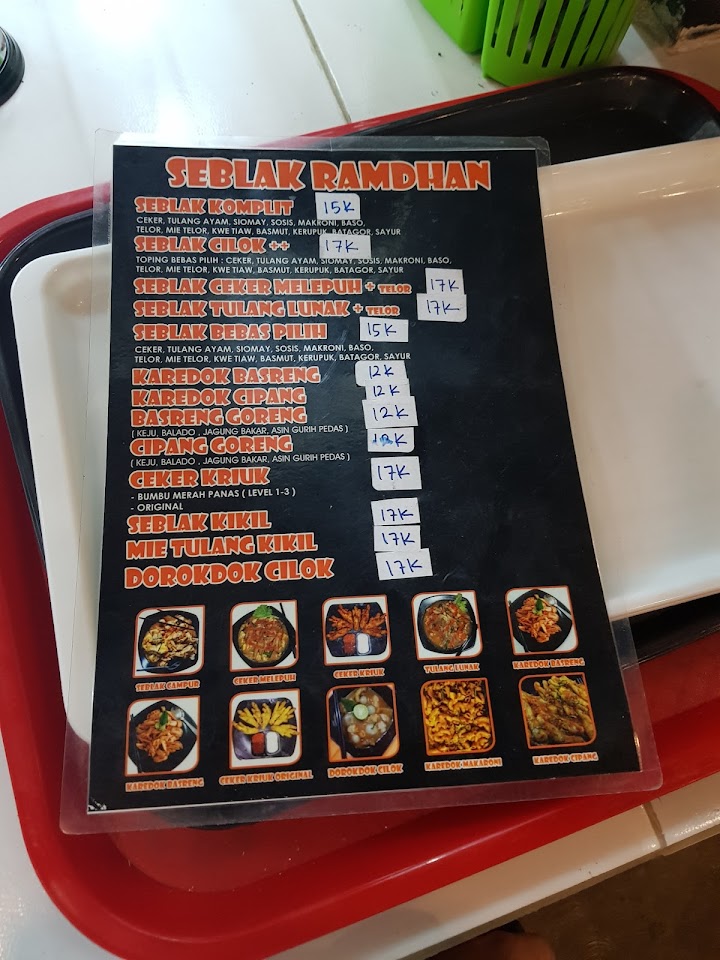 SEBLAK RAMDHAN
SEBLAK KOMPLIT 15K
CEKER, TULANG AYAM, SIOMAY, SOSIS, MAKRONI, BASO,
TELOR, MIE TELOR, KWE TIAW, BASMUT, KERUPUK, BATAGOR, SAYUR
SEBLAK CILOK ++ 17K
TOPING BEBAS PILIH : CEKER, TULANG AYAM, SIOMAY, SOSIS, MAKRONI, BASO,
TELOR, MIE TELOR, KWE TIAW, BASMUT, KERUPUK, BATAGOR, SAYUR
SEBLAK CEKER MELEPUH + TELOR 17K
SEBLAK TULANG LUNAK + TELOR 17K
SEBLAK BEBAS PILIH 15K
CEKER, TULANG AYAM, SIOMAY, SOSIS, MAKRONI, BASO,
TELOR, MIE TELOR, KWE TIAW, BASMUT, KERUPUK, BATAGOR, SAYUR
KAREDOK BASRENG 12K
KAREDOK CIPANG 12K
BASRENG GORENG 12K
( KEJU, BALADO , JAGUNG BAKAR, ASIN GURIH PEDAS )
CIPANG GORENG
( KEJU, BALADO , JAGUNG BAKAR, ASIN GURIH PEDAS )
CEKER KRIUK 17K
- BUMBU MERAH PANAS ( LEVEL 1-3 )
- ORIGINAL
SEBLAK KIKIL 17K
MIE TULANG KIKIL 17K
DOROKDOK CILOK 17K
SEBLAK CAMPUR
CEKER MELEPUH
CEKER KRIUK
TULANG LUNAK
KAREDOK BASRENG
KAREDOK BASRENG
CEKER KRIUK ORIGINAL
DOROKDOK CILOK
KAREDOK MAKARONI
KAREDOK CIPANG